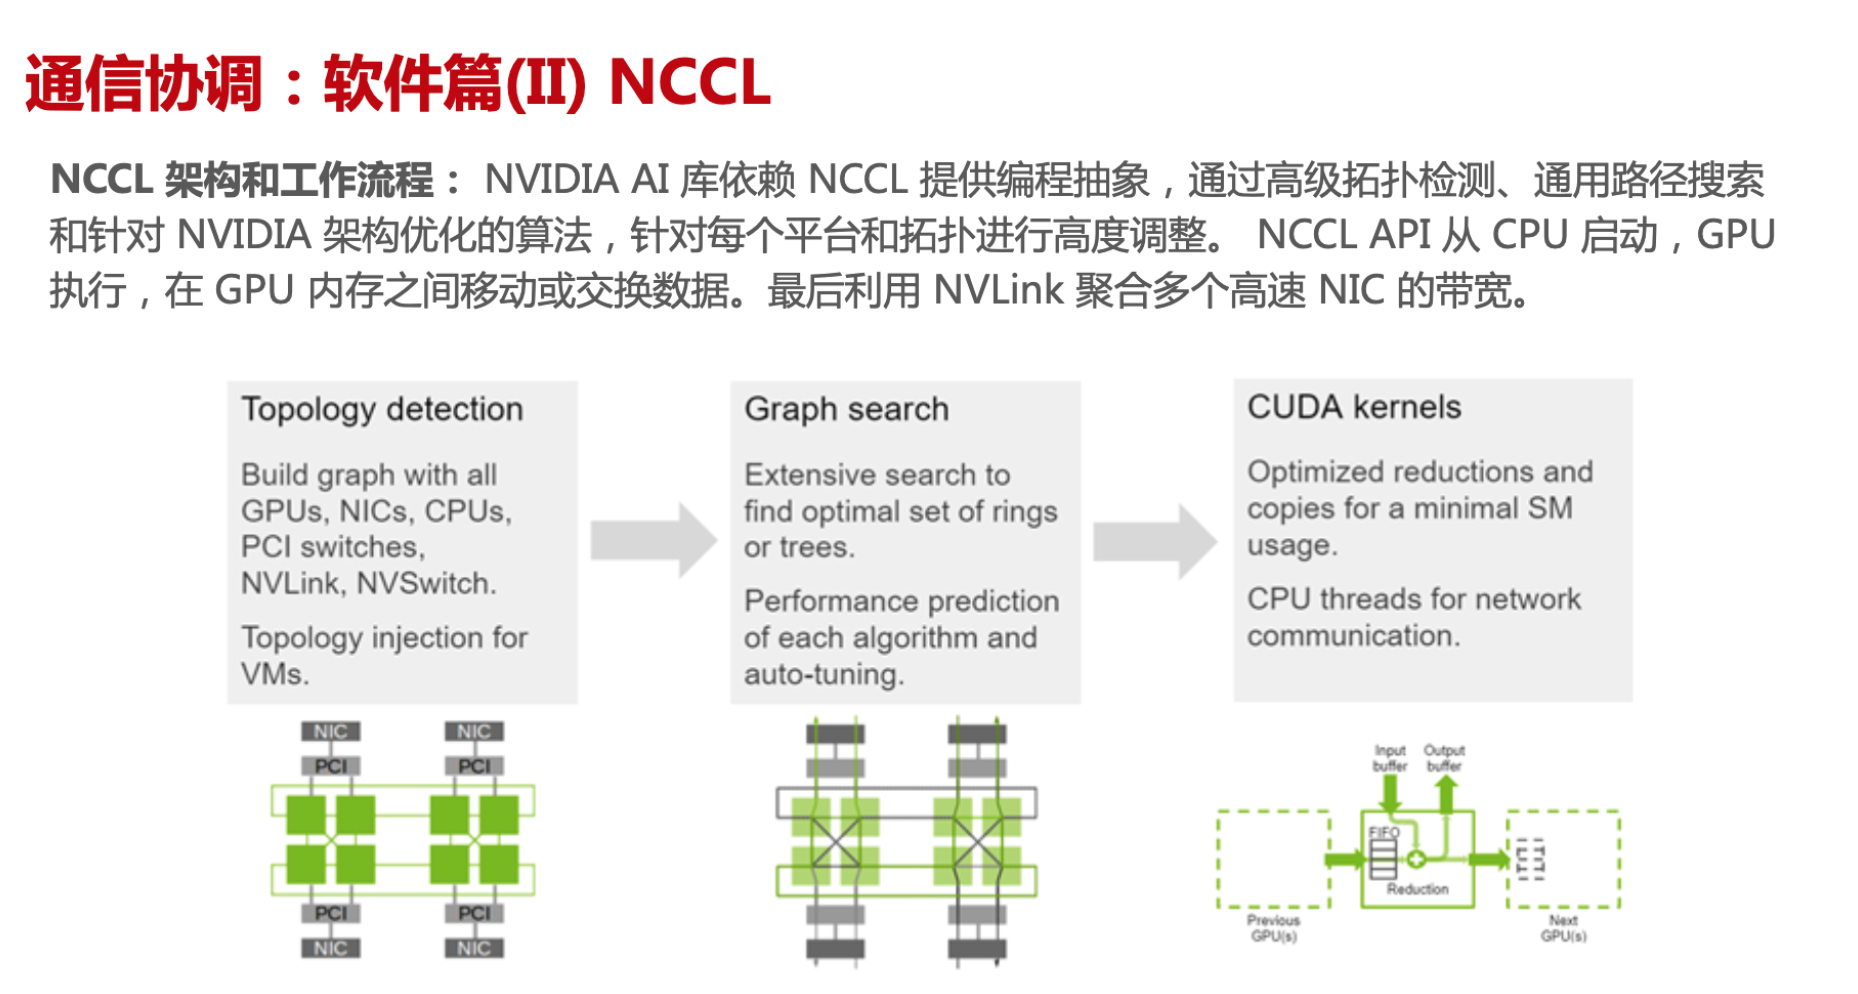 通信协调：软件篇(II) NCCL
NCCL 架构和工作流程： NVIDIA AI 库依赖 NCCL 提供编程抽象，通过高级拓扑检测、通用路径搜索
和针对 NVIDIA 架构优化的算法，针对每个平台和拓扑进行高度调整。 NCCL API 从 CPU 启动，GPU
执行，在 GPU 内存之间移动或交换数据。最后利用 NVLink 聚合多个高速 NIC 的带宽。
Topology detection
Build graph with all
GPUs, NICs, CPUs,
PCI switches,
NVLink, NVSwitch.
Topology injection for
VMs.
Graph search
Extensive search to
find optimal set of rings
or trees.
Performance prediction
of each algorithm and
auto-tuning.
CUDA kernels
Optimized reductions and
copies for a minimal SM
usage.
CPU threads for network
communication.
NIC NIC
PCI PCI
PCI PCI
NIC NIC
Input
buffer
Output
buffer
FIFO
Reduction
Previous
GPU(s)
Next
GPU(s)